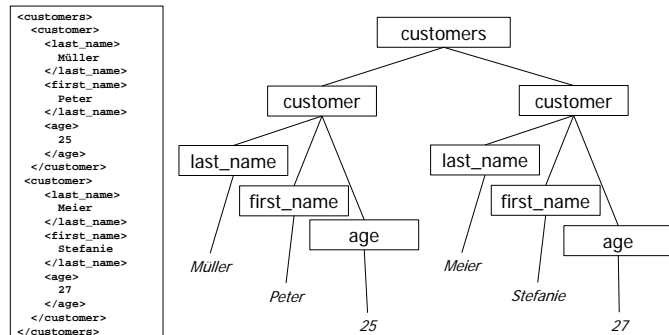 <customers>
<customer>
<last_name>
Müller
</last_name>
<first_name>
Peter
</last_name>
<age>
25
</age>
</customer>
<customer>
<last_name>
Meier
</last_name>
<first_name>
Stefanie
</last_name>
<age>
27
</age>
</customer>
</customers>
customers
customer customer
last_name last_name
first_name first_name
age age
Müller Meier
Peter Stefanie
25 27